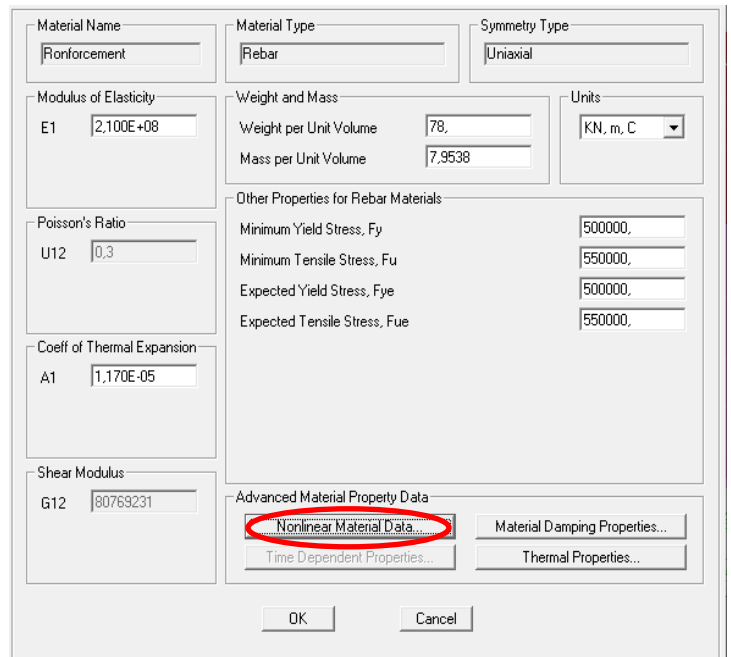 Material Name
Ronforcement
Material Type
Rebar
Symmetry Type
Uniaxial
Modulus of Elasticity
E1 2,100E+08
Weight and Mass
Weight per Unit Volume 78,
Mass per Unit Volume 7,9538
Units
KN, m, C
Poisson's Ratio
U12 0,3
Other Properties for Rebar Materials
Minimum Yield Stress, Fy 500000,
Minimum Tensile Stress, Fu 550000,
Expected Yield Stress, Fye 500000,
Expected Tensile Stress, Fue 550000,
Coeff of Thermal Expansion
A1 1,170E-05
Shear Modulus
G12 80769231
Advanced Material Property Data
Nonlinear Material Data... Material Damping Properties...
Time Dependent Properties... Thermal Properties...
OK Cancel